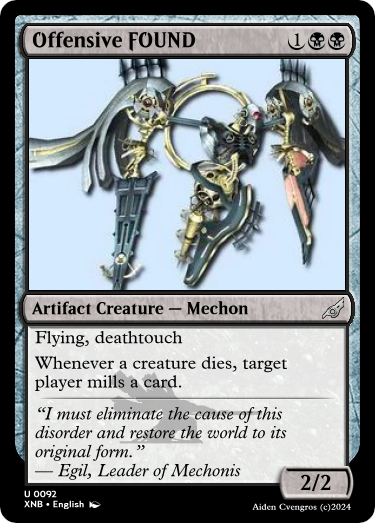 Offensive FOUND 1
Artifact Creature — Mechon
Flying, deathtouch
Whenever a creature dies, target
player mills a card.
“I must eliminate the cause of this
disorder and restore the world to its
original form.”
— Egil, Leader of Mechonis
2/2
U 0092
XNB • English
Aiden Cvengros (c)2024